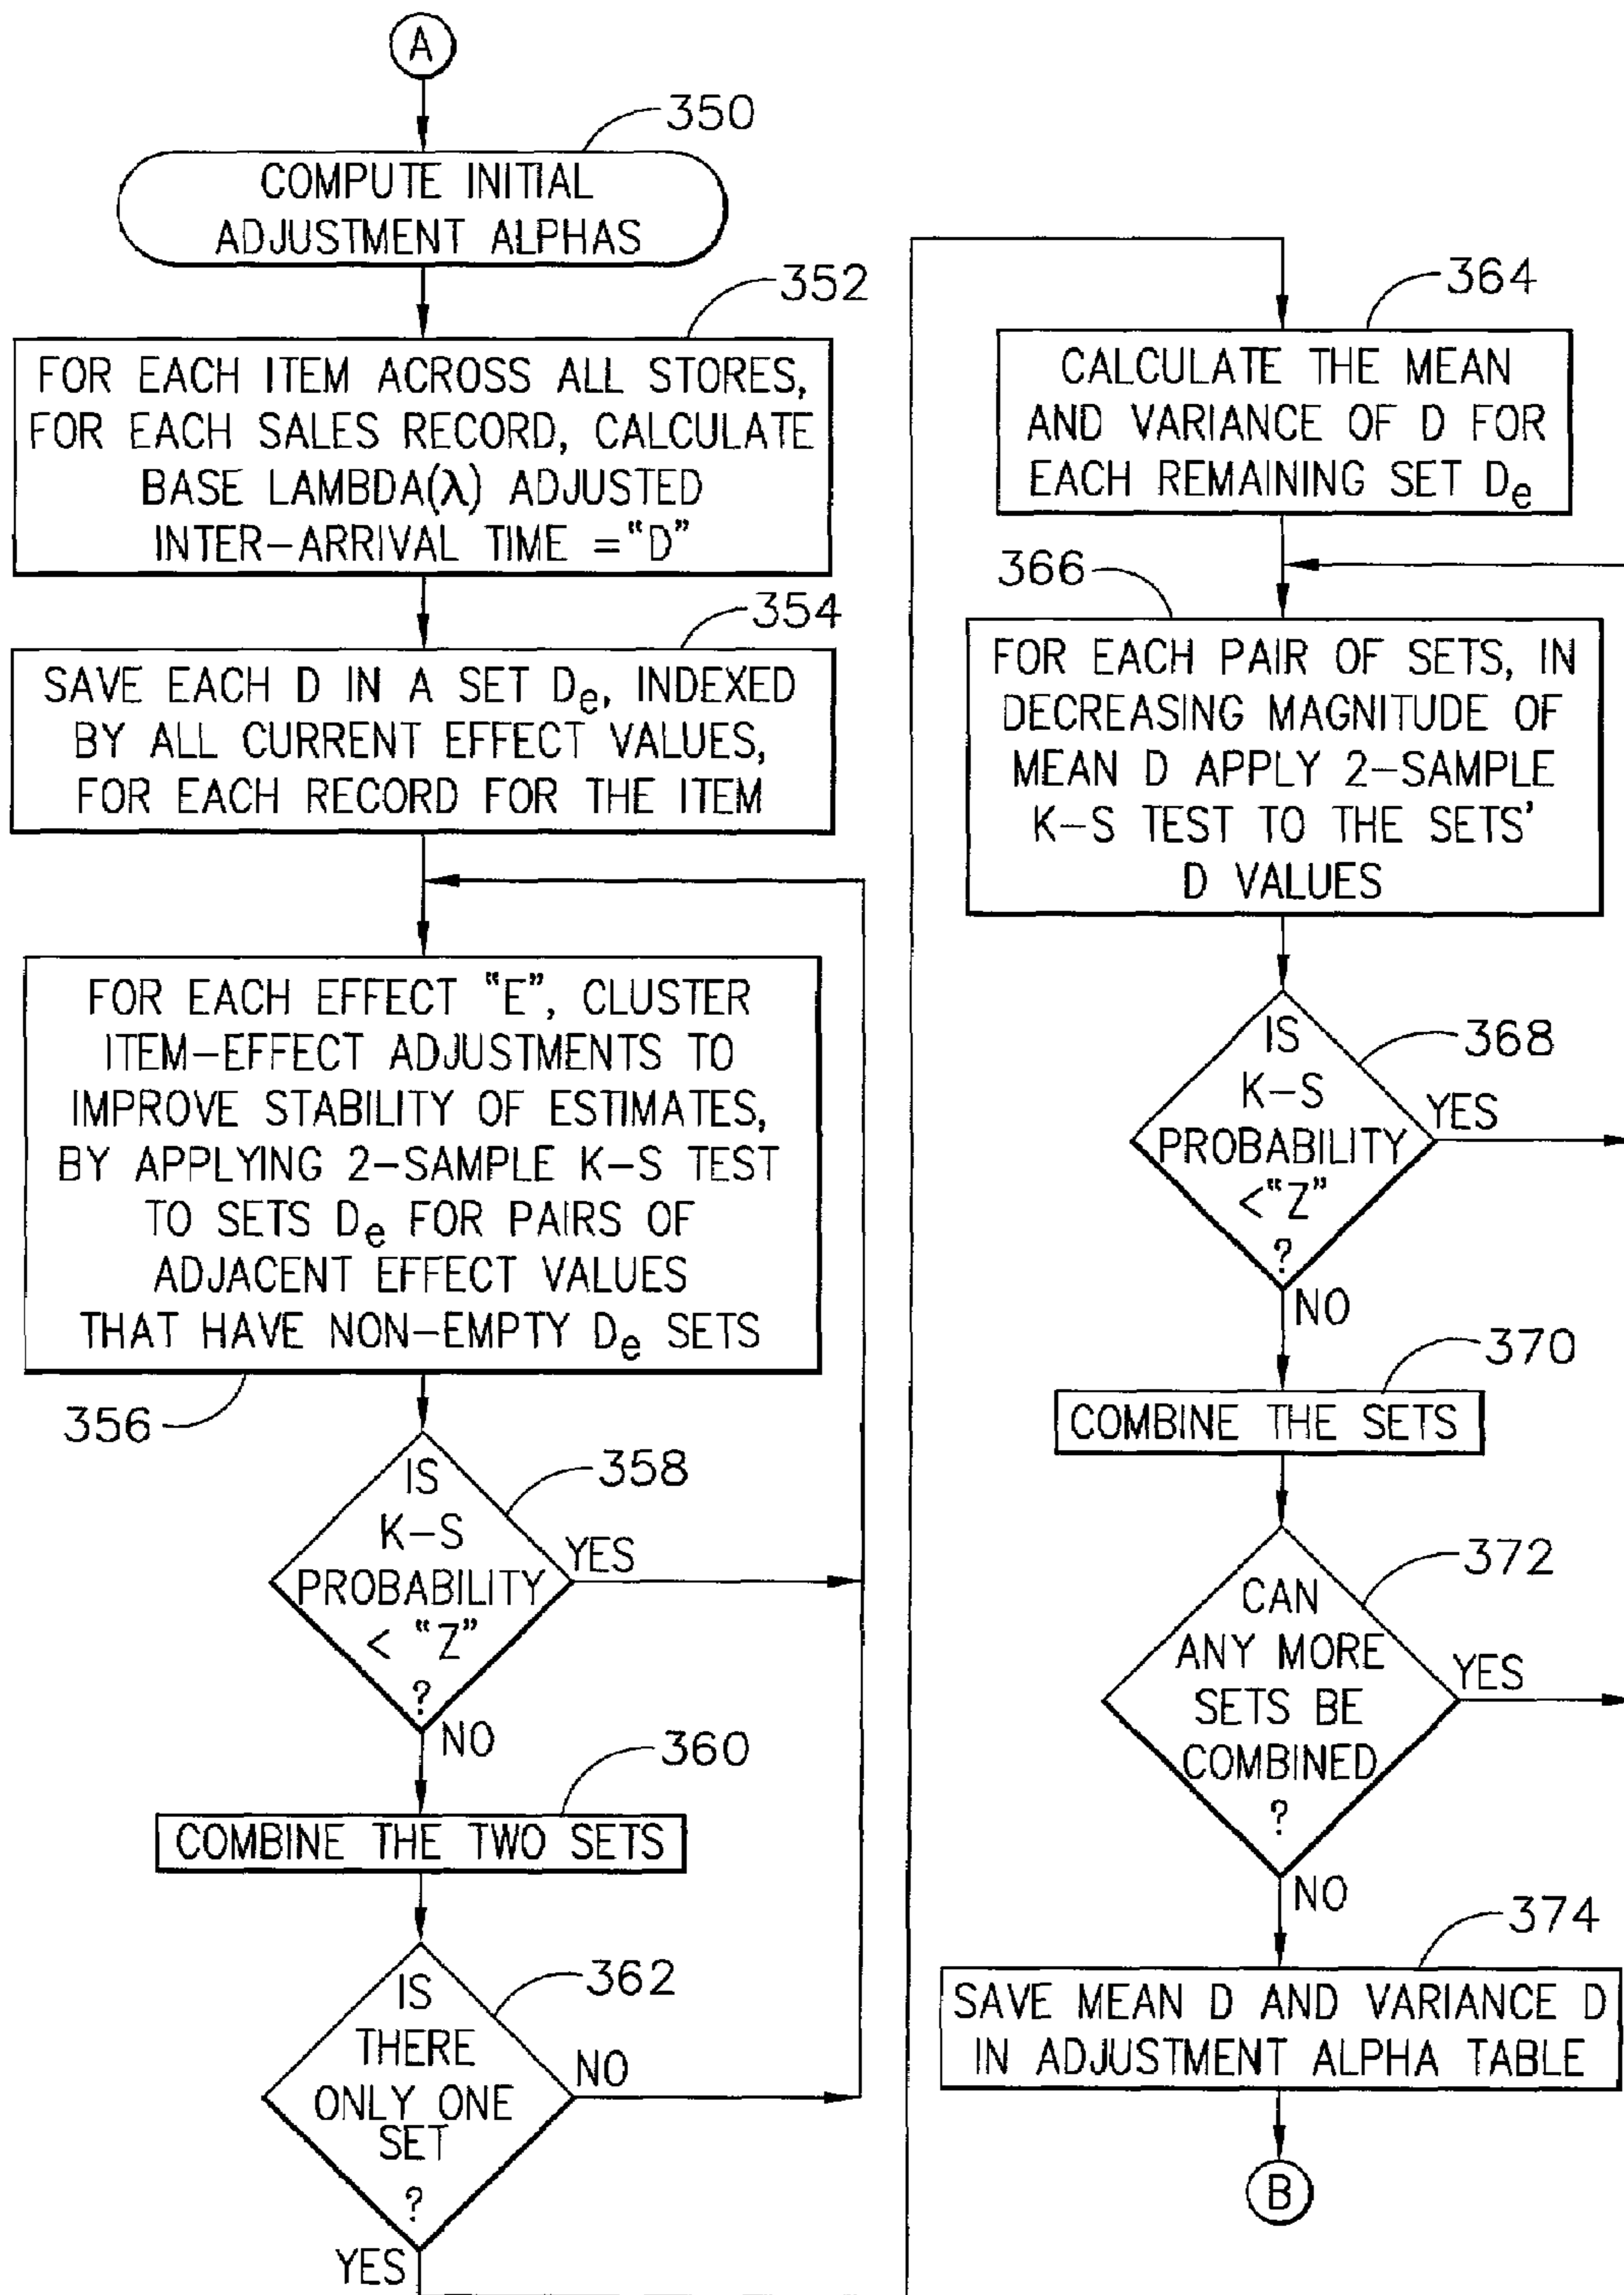 A
350
COMPUTE INITIAL
ADJUSTMENT ALPHAS
352
FOR EACH ITEM ACROSS ALL STORES,
FOR EACH SALES RECORD, CALCULATE
BASE LAMBDA(λ) ADJUSTED
INTER-ARRIVAL TIME ="D"
354
SAVE EACH D IN A SET De, INDEXED
BY ALL CURRENT EFFECT VALUES,
FOR EACH RECORD FOR THE ITEM
FOR EACH EFFECT "E", CLUSTER
ITEM-EFFECT ADJUSTMENTS TO
IMPROVE STABILITY OF ESTIMATES,
BY APPLYING 2-SAMPLE K-S TEST
TO SETS De FOR PAIRS OF
ADJACENT EFFECT VALUES
THAT HAVE NON-EMPTY De SETS
356
358
IS
K-S
PROBABILITY
< "Z"
?
YES
NO
360
COMBINE THE TWO SETS
362
IS
THERE
ONLY ONE
SET
?
NO
YES
364
CALCULATE THE MEAN
AND VARIANCE OF D FOR
EACH REMAINING SET De
366
FOR EACH PAIR OF SETS, IN
DECREASING MAGNITUDE OF
MEAN D APPLY 2-SAMPLE
K-S TEST TO THE SETS'
D VALUES
368
IS
K-S
PROBABILITY
<"Z"
?
YES
NO
370
COMBINE THE SETS
372
CAN
ANY MORE
SETS BE
COMBINED
?
YES
NO
374
SAVE MEAN D AND VARIANCE D
IN ADJUSTMENT ALPHA TABLE
B